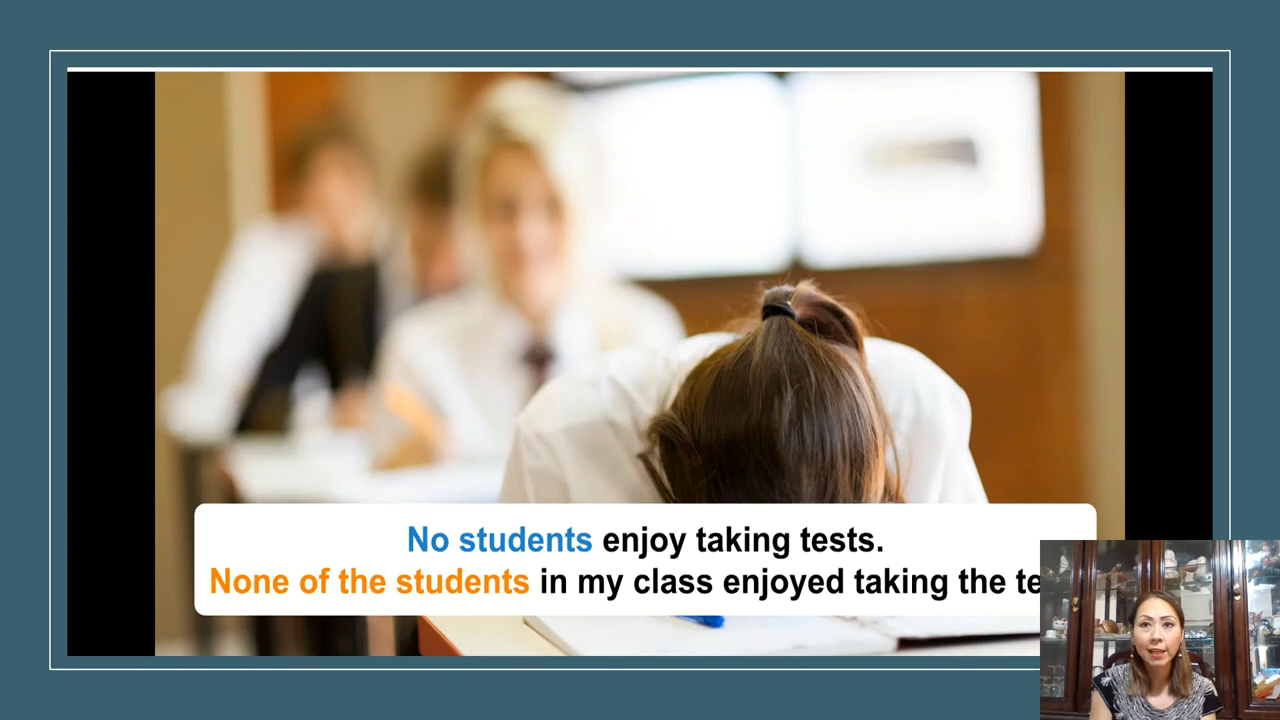 No students enjoy taking tests.
None of the students in my class enjoyed taking the